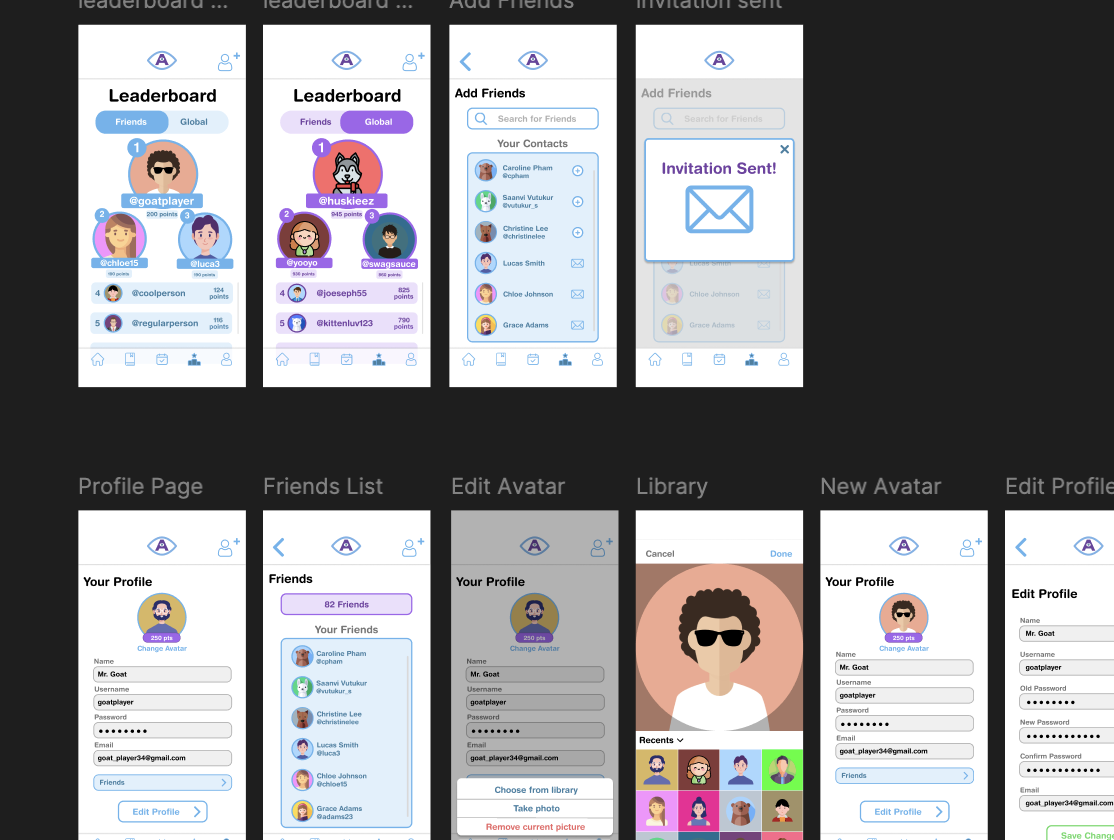 leaderboard ...
leaderboard ...
Add Friends
Invitation sent
Leaderboard
Friends
Global
1
@goatplayer
200 points
2
3
@chloe15
@luca3
190 points
4
@coolperson
124
points
5
@regularperson
116
points
Leaderboard
Friends
Global
1
@huskieez
945 points
2
3
@yooyo
@swagsauce
4
@joeseph55
825
points
5
@kittenluv123
790
points
Add Friends
Search for Friends
Your Contacts
Caroline Pham
@cpham
Saanvi Vutukur
@vutukur_s
Christine Lee
@christinelee
Lucas Smith
Chloe Johnson
Grace Adams
Add Friends
Search for Friends
Invitation Sent!
Lucas Smith
Chloe Johnson
Grace Adams
Profile Page
Friends List
Edit Avatar
Library
New Avatar
Edit Profile
Your Profile
250 pts
Change Avatar
Name
Mr. Goat
Username
goatplayer
Password
Email
goat_player34@gmail.com
Friends
Edit Profile
Friends
82 Friends
Your Friends
Caroline Pham
@cpham
Saanvi Vutukur
@vutukur_s
Christine Lee
@christinelee
Lucas Smith
@luca3
Chloe Johnson
@chloe15
Grace Adams
@adams23
Your Profile
250 pts
Change Avatar
Name
Mr. Goat
Username
goatplayer
Password
Email
goat_player34@gmail.com
Choose from library
Take photo
Remove current picture
Cancel
Done
Recents
Your Profile
250 pts
Change Avatar
Name
Mr. Goat
Username
goatplayer
Password
Email
goat_player34@gmail.com
Friends
Edit Profile
Edit Profile
Name
Mr. Goat
Username
goatplayer
Old Password
New Password
Confirm Password
Email
goat_player34@gmail.com
Save Change